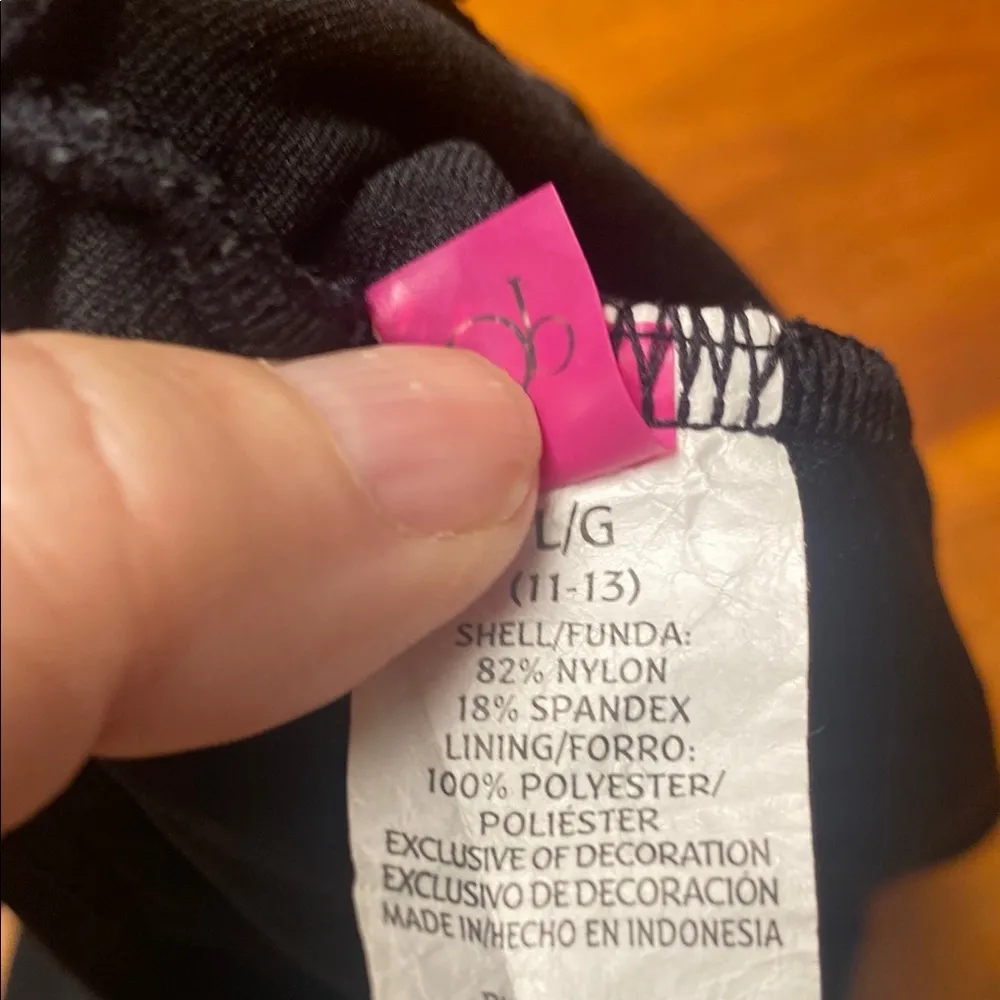 L/G
(11-13)
SHELL/FUNDA:
82% NYLON
18% SPANDEX
LINING/FORRO:
100% POLYESTER/
POLIÉSTER
EXCLUSIVE OF DECORATION
EXCLUSIVO DE DECORACIÓN
MADE IN/HECHO EN INDONESIA